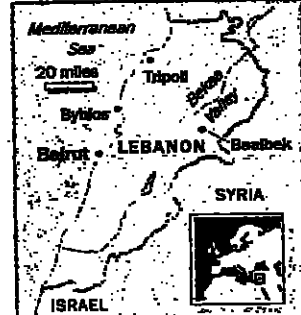 Mediterranean
Sea
20 miles
Tripoli
Bekaa
Valley
Byblos
LEBANON
Baalbek
Beirut
SYRIA
ISRAEL